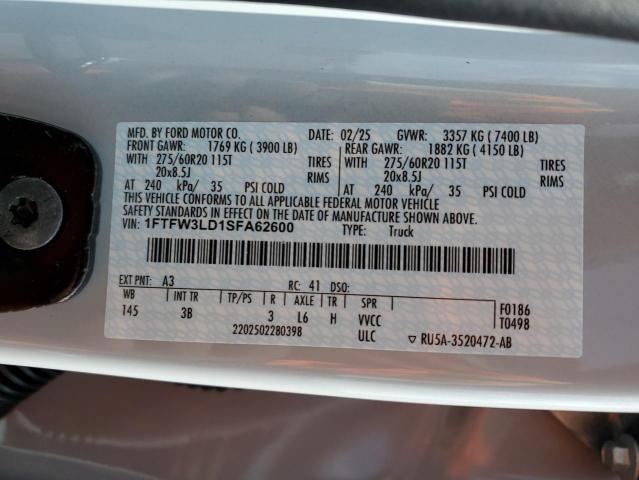 MFD. BY FORD MOTOR CO. DATE: 02/25 GVWR: 3357 KG ( 7400 LB)
FRONT GAWR: 1769 KG ( 3900 LB) REAR GAWR: 1882 KG ( 4150 LB)
WITH 275/60R20 115T TIRES WITH 275/60R20 115T TIRES
20x8.5J RIMS 20x8.5J RIMS
AT 240 kPa/ 35 PSI COLD AT 240 kPa/ 35 PSI COLD
THIS VEHICLE CONFORMS TO ALL APPLICABLE FEDERAL MOTOR VEHICLE
SAFETY STANDARDS IN EFFECT ON THE DATE OF MANUFACTURE SHOWN ABOVE.
VIN: 1FTFW3LD1SFA62600 TYPE: Truck
EXT PNT: A3 RC: 41 DSO:
WB INT TR TP/PS R AXLE TR SPR F0186
145 3B 3 L6 H VVCC T0498
2202502280398 ULC ▽ RU5A-3520472-AB